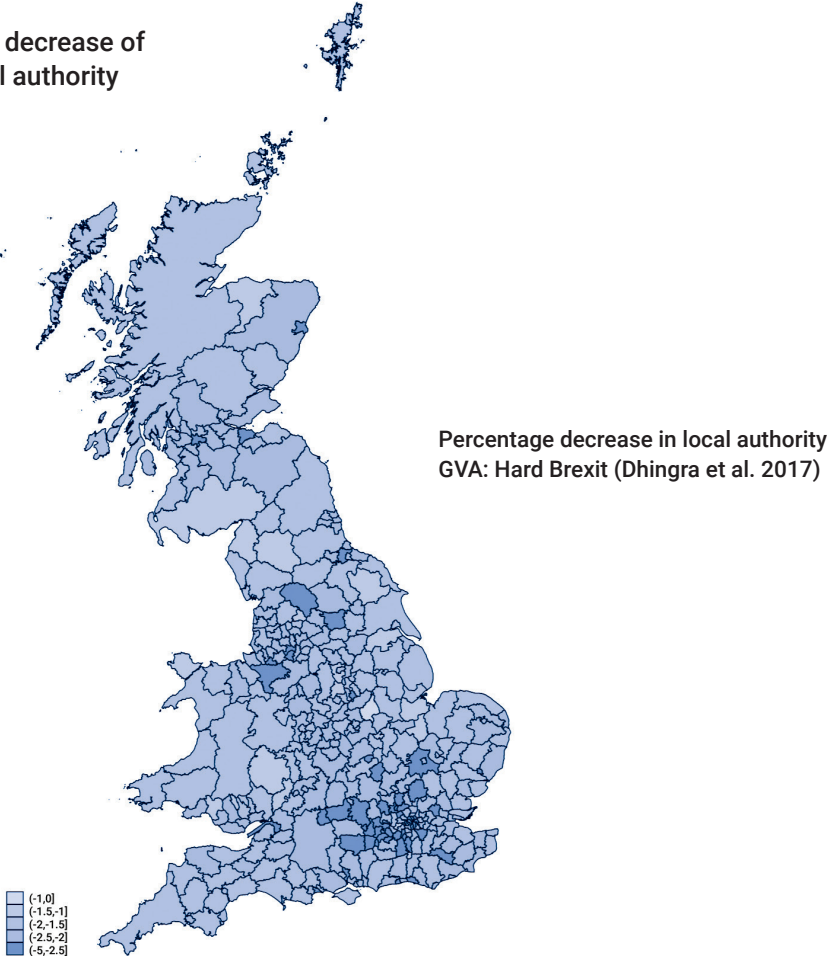 decrease of
l authority
Percentage decrease in local authority
GVA: Hard Brexit (Dhingra et al. 2017)
(-1,0]
(-1.5,-1]
(-2,-1.5]
(-2.5,-2]
(-5,-2.5]